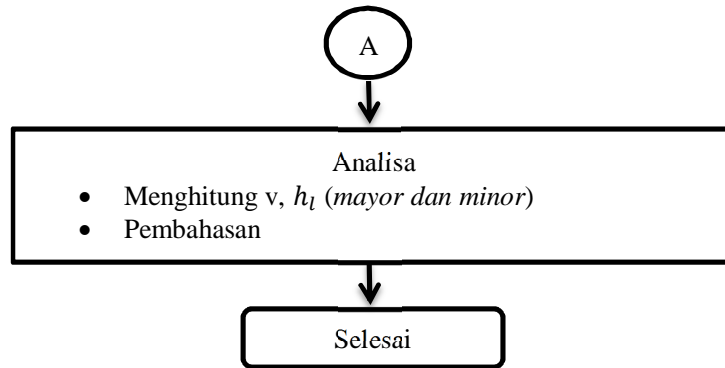 A
Analisa
• Menghitung v, hₗ (mayor dan minor)
• Pembahasan
Selesai